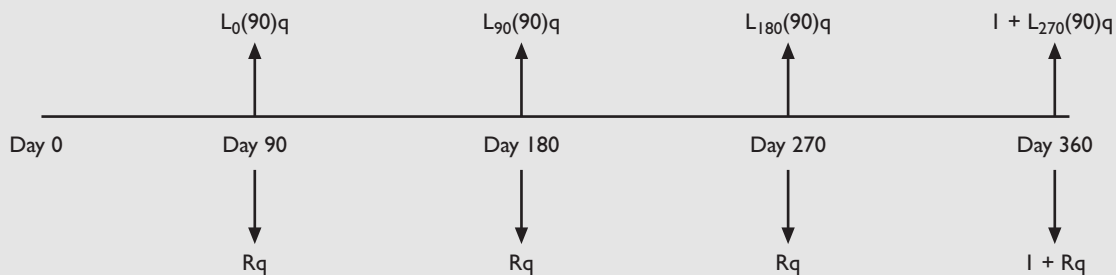 L₀(90)q L₉₀(90)q L₁₈₀(90)q 1 + L₂₇₀(90)q
Day 0 Day 90 Day 180 Day 270 Day 360
Rq Rq Rq 1 + Rq